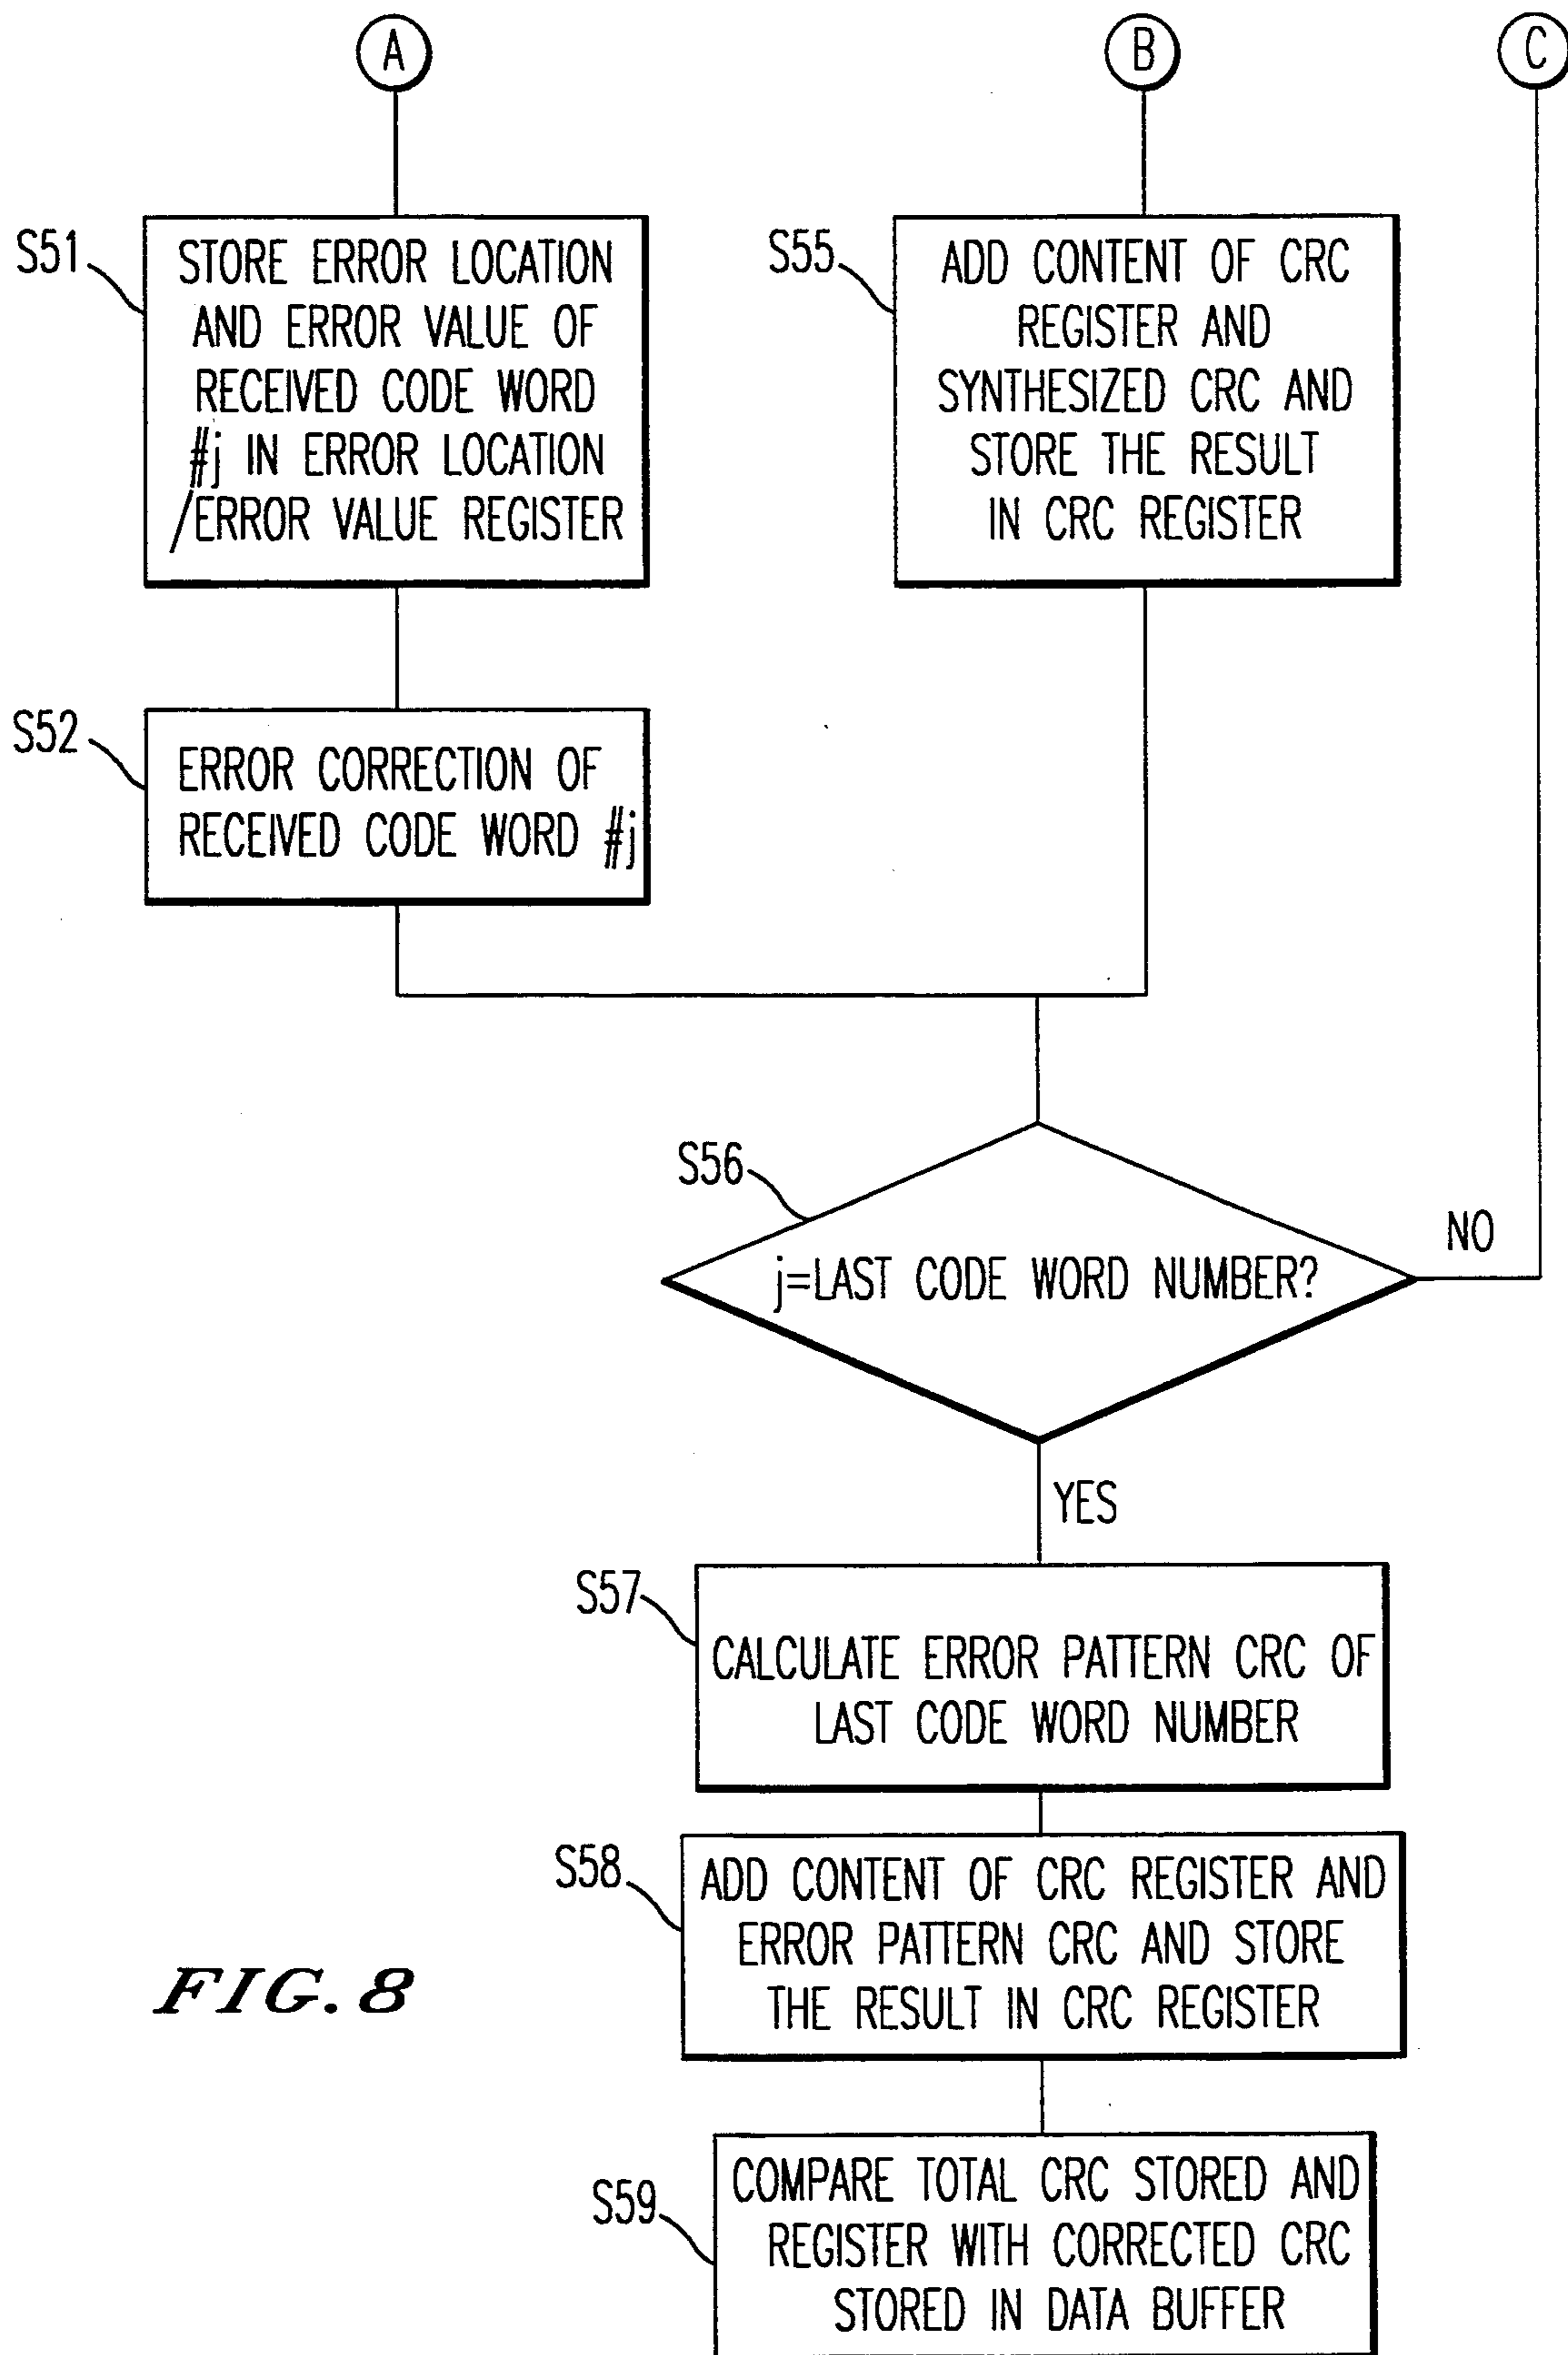 A
B
C
S51
STORE ERROR LOCATION
AND ERROR VALUE OF
RECEIVED CODE WORD
#j IN ERROR LOCATION
/ERROR VALUE REGISTER
S55
ADD CONTENT OF CRC
REGISTER AND
SYNTHESIZED CRC AND
STORE THE RESULT
IN CRC REGISTER
S52
ERROR CORRECTION OF
RECEIVED CODE WORD #j
S56
j=LAST CODE WORD NUMBER?
NO
YES
S57
CALCULATE ERROR PATTERN CRC OF
LAST CODE WORD NUMBER
S58
ADD CONTENT OF CRC REGISTER AND
ERROR PATTERN CRC AND STORE
THE RESULT IN CRC REGISTER
FIG. 8
S59
COMPARE TOTAL CRC STORED AND
REGISTER WITH CORRECTED CRC
STORED IN DATA BUFFER